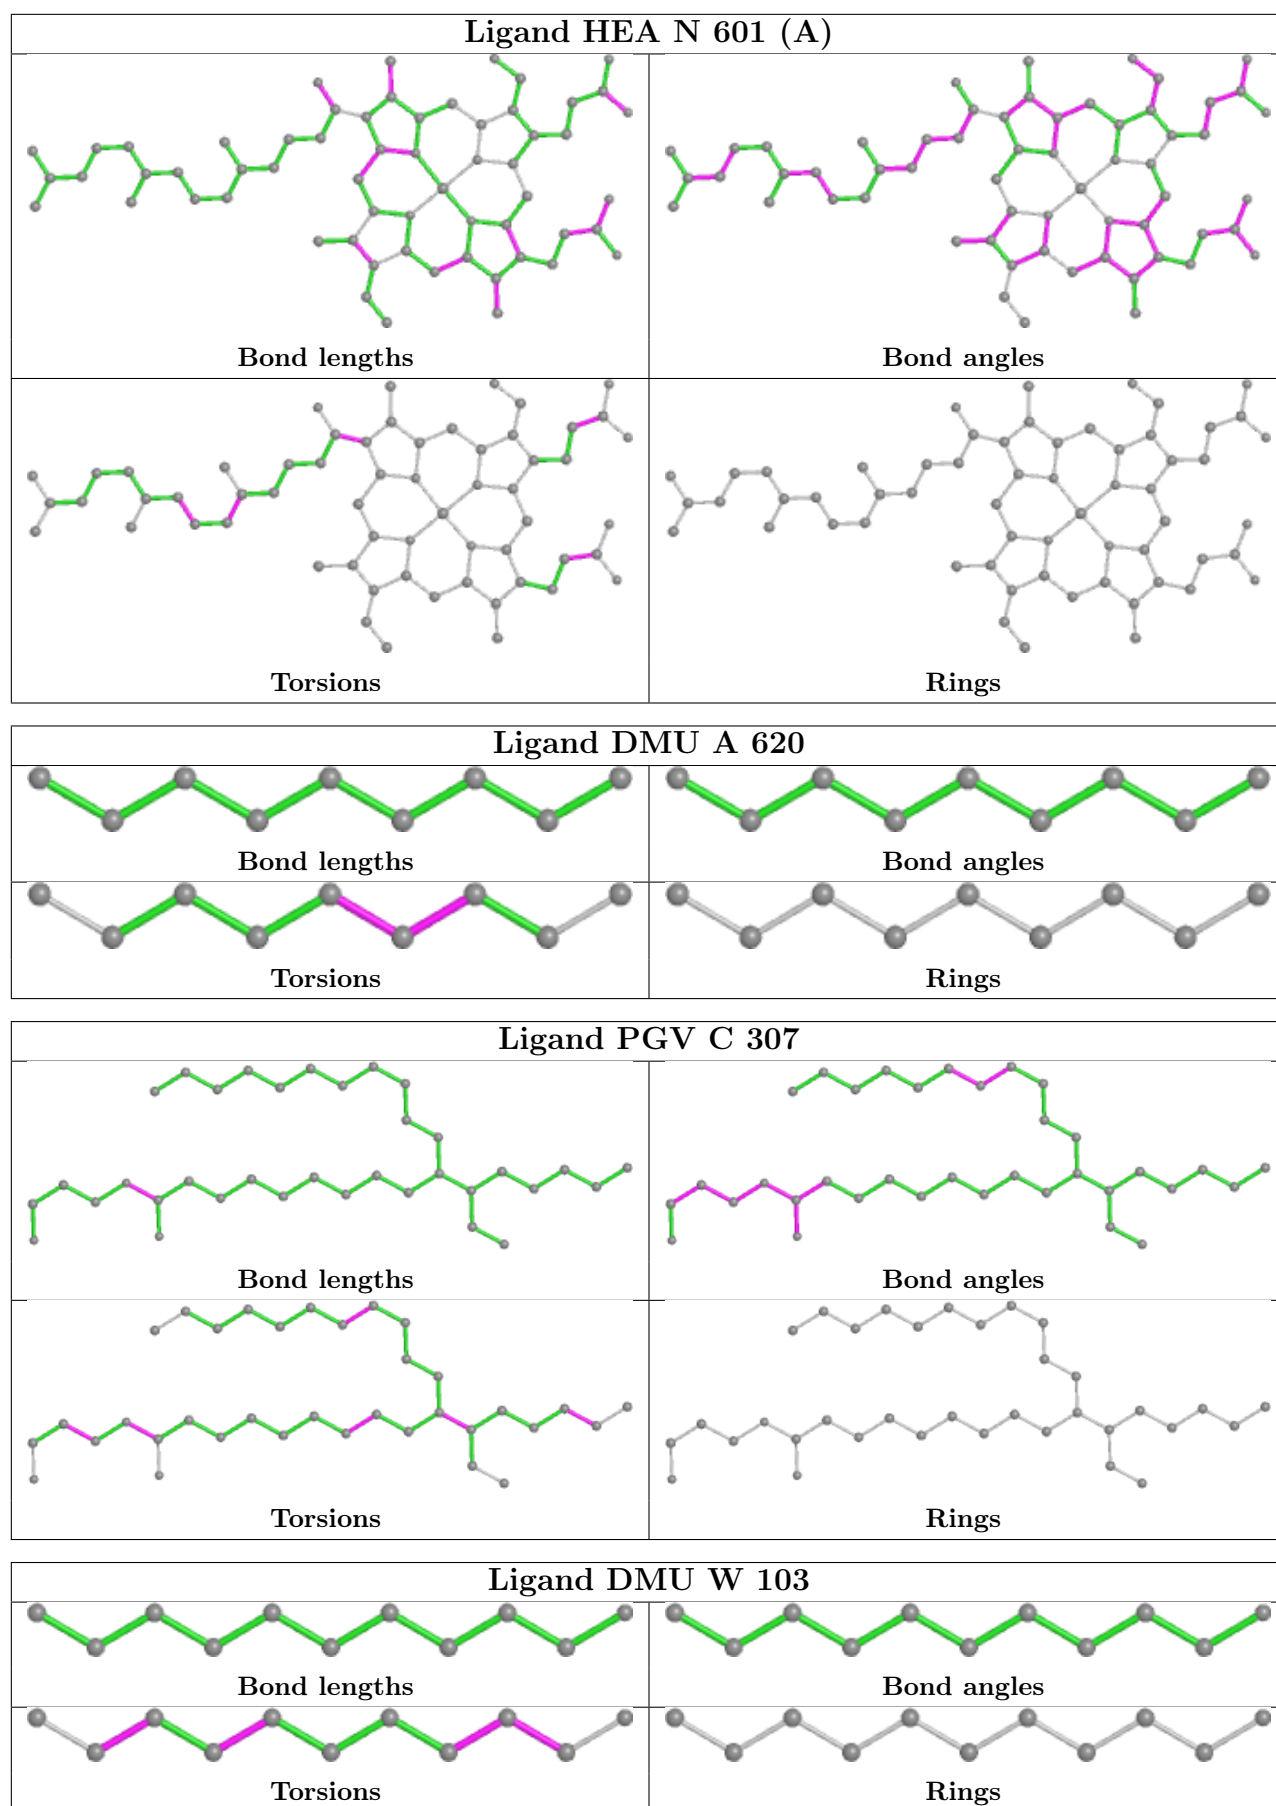 Ligand HEA N 601 (A)
Bond lengths
Bond angles
Torsions
Rings
Ligand DMU A 620
Bond lengths
Bond angles
Torsions
Rings
Ligand PGV C 307
Bond lengths
Bond angles
Torsions
Rings
Ligand DMU W 103
Bond lengths
Bond angles
Torsions
Rings